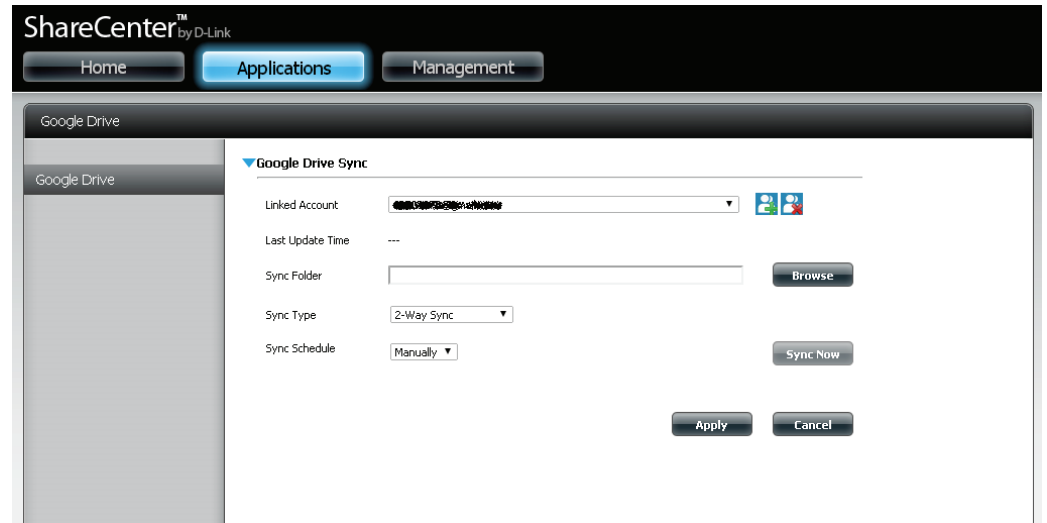 ShareCenter™ by D-Link
Home Applications Management
Google Drive
Google Drive
Google Drive Sync
Linked Account
Last Update Time ---
Sync Folder Browse
Sync Type 2-Way Sync
Sync Schedule Manually Sync Now
Apply Cancel